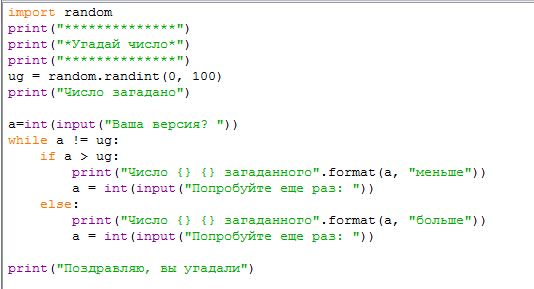 import random
print("**************")
print("*Угадай число*")
print("**************")
ug = random.randint(0, 100)
print("Число загадано")

a=int(input("Ваша версия? "))
while a != ug:
    if a > ug:
        print("Число {} {} загаданного".format(a, "меньше"))
        a = int(input("Попробуйте еще раз: "))
    else:
        print("Число {} {} загаданного".format(a, "больше"))
        a = int(input("Попробуйте еще раз: "))

print("Поздравляю, вы угадали")